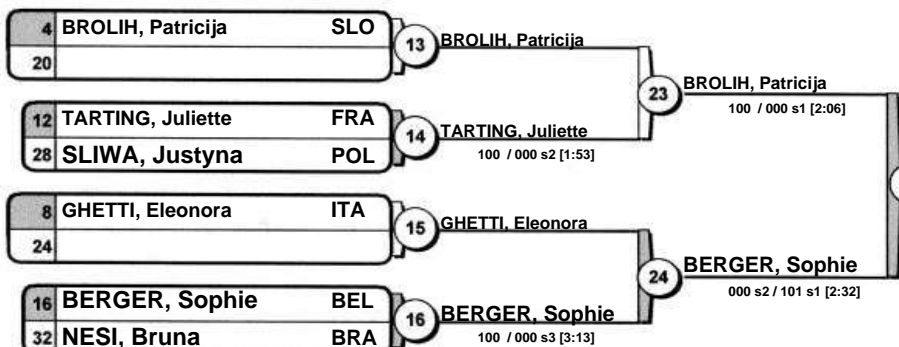 4 BROLIH, Patricija SLO
20
13 BROLIH, Patricija
12 TARTING, Juliette FRA
28 SLIWA, Justyna POL
14 TARTING, Juliette
100 / 000 s2 [1:53]
23 BROLIH, Patricija
100 / 000 s1 [2:06]
8 GHETTI, Eleonora ITA
24
15 GHETTI, Eleonora
16 BERGER, Sophie BEL
32 NESI, Bruna BRA
16 BERGER, Sophie
100 / 000 s3 [3:13]
24 BERGER, Sophie
000 s2 / 101 s1 [2:32]